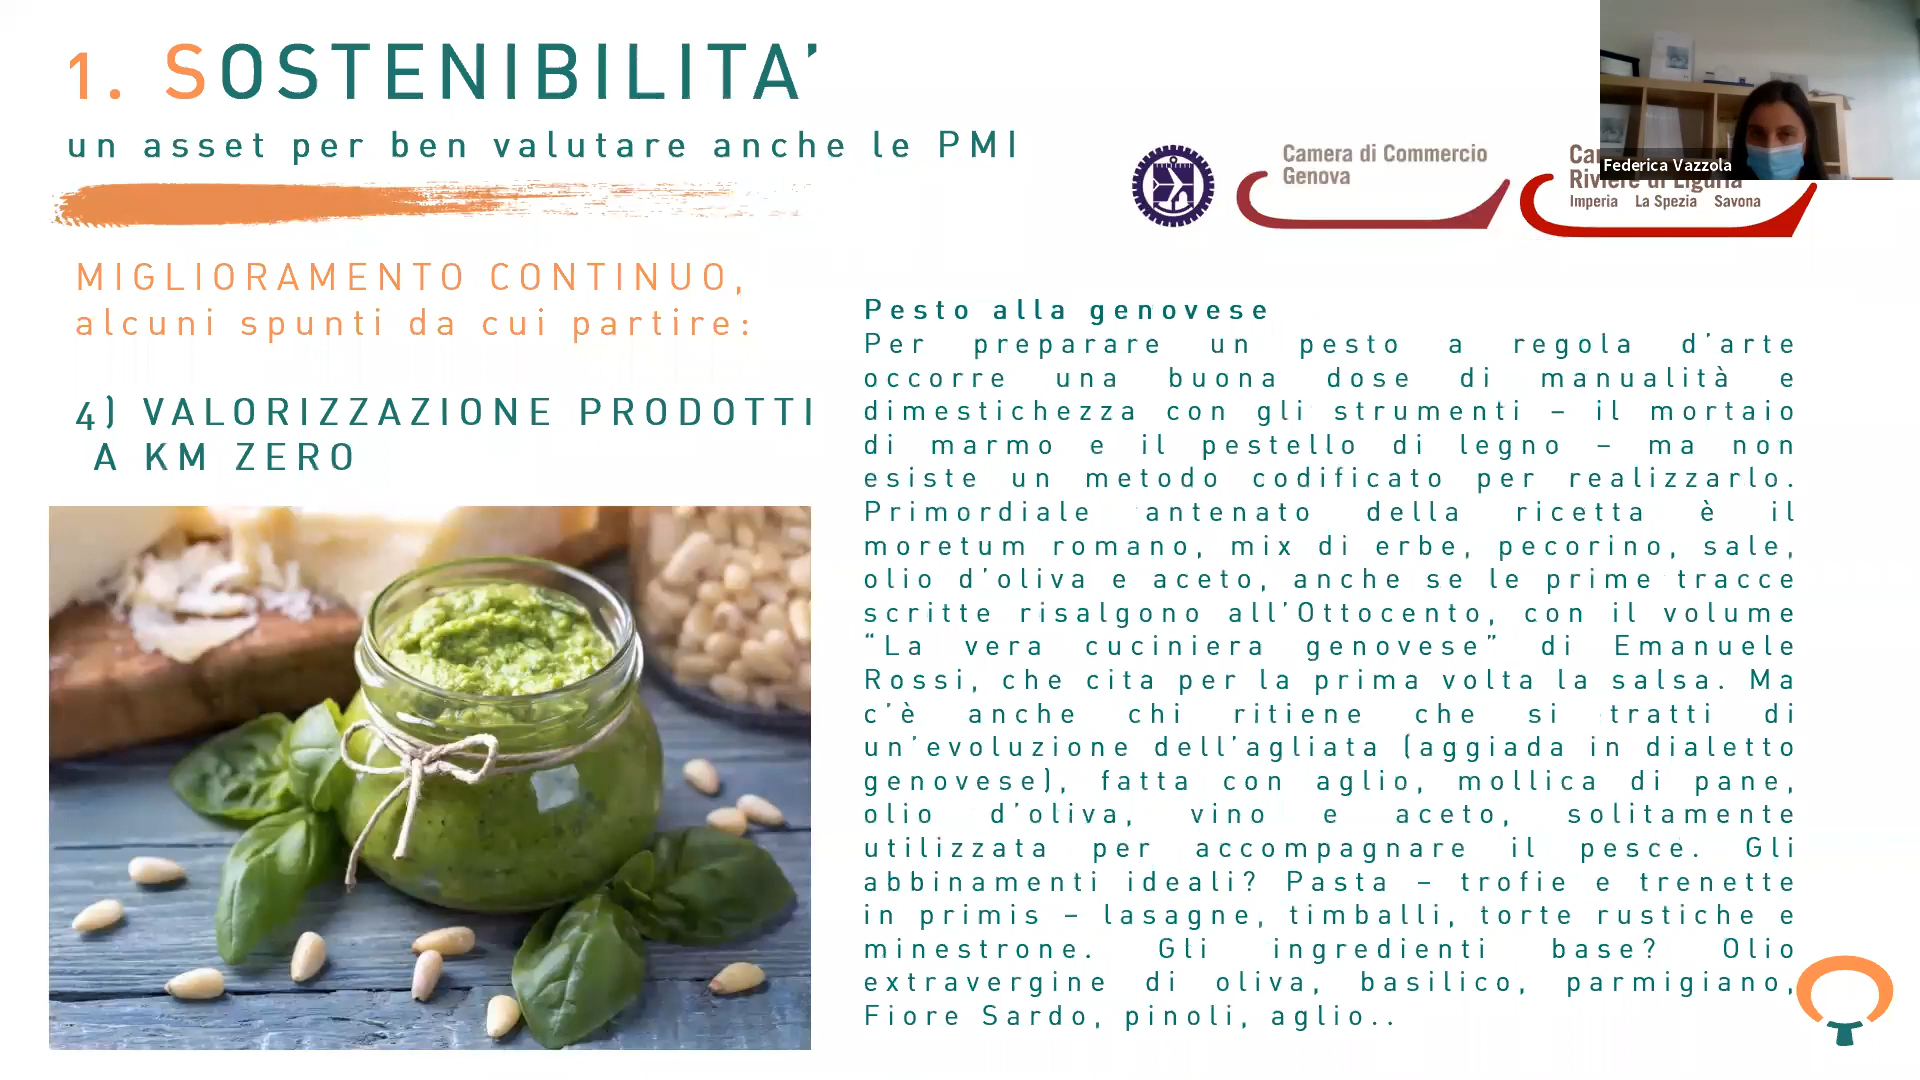 1. SOSTENIBILITA'
un asset per ben valutare anche le PMI
Camera di Commercio
Genova
Federica Vazzola
Riviere di Liguria
Imperia La Spezia Savona
MIGLIORAMENTO CONTINUO,
alcuni spunti da cui partire:
4) VALORIZZAZIONE PRODOTTI
A KM ZERO
Pesto alla genovese
Per preparare un pesto a regola d'arte
occorre una buona dose di manualità e
dimestichezza con gli strumenti – il mortaio
di marmo e il pestello di legno – ma non
esiste un metodo codificato per realizzarlo.
Primordiale antenato della ricetta è il
moretum romano, mix di erbe, pecorino, sale,
olio d'oliva e aceto, anche se le prime tracce
scritte risalgono all'Ottocento, con il volume
“La vera cuciniera genovese” di Emanuele
Rossi, che cita per la prima volta la salsa. Ma
c'è anche chi ritiene che si tratti di
un'evoluzione dell'agliata (aggiada in dialetto
genovese), fatta con aglio, mollica di pane,
olio d'oliva, vino e aceto, solitamente
utilizzata per accompagnare il pesce. Gli
abbinamenti ideali? Pasta – trofie e trenette
in primis – lasagne, timballi, torte rustiche e
minestrone. Gli ingredienti base? Olio
extravergine di oliva, basilico, parmigiano,
Fiore Sardo, pinoli, aglio..